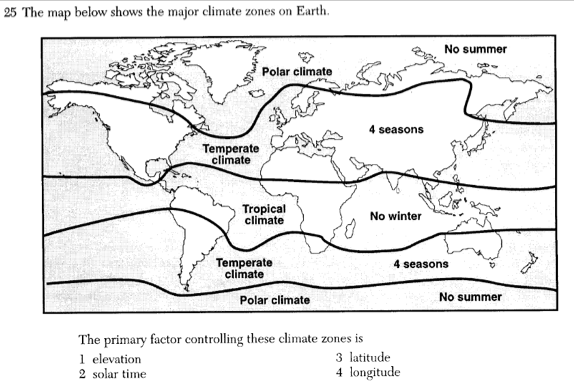 25 The map below shows the major climate zones on Earth.
No summer
Polar climate
4 seasons
Temperate
climate
Tropical
climate
No winter
Temperate
climate
4 seasons
Polar climate
No summer
The primary factor controlling these climate zones is
1 elevation
2 solar time
3 latitude
4 longitude